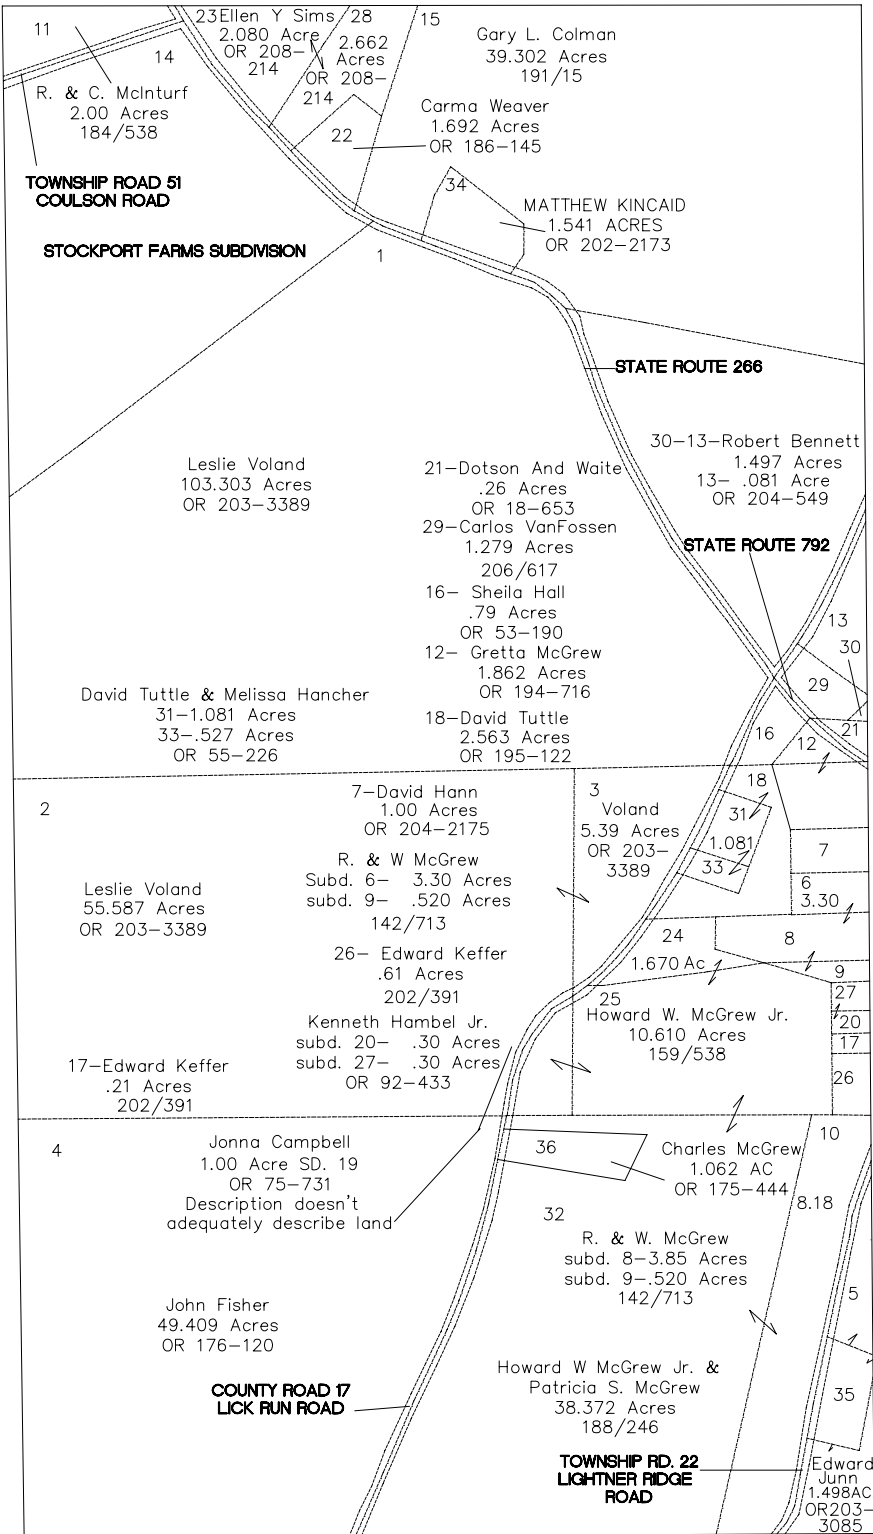 23Ellen Y Sims
2.080 Acre
OR 208-
214
28
2.662
Acres
OR 208-
214
15
Gary L. Colman
39.302 Acres
191/15
11
14
R. & C. McInturf
2.00 Acres
184/538
Carma Weaver
1.692 Acres
OR 186-145
22
TOWNSHIP ROAD 51
COULSON ROAD
34
MATTHEW KINCAID
1.541 ACRES
OR 202-2173
STOCKPORT FARMS SUBDIVISION
1
STATE ROUTE 266
Leslie Voland
103.303 Acres
OR 203-3389
21-Dotson And Waite
.26 Acres
OR 18-653
29-Carlos VanFossen
1.279 Acres
206/617
16- Sheila Hall
.79 Acres
OR 53-190
12- Gretta McGrew
1.862 Acres
OR 194-716
18-David Tuttle
2.563 Acres
OR 195-122
30-13-Robert Bennett
1.497 Acres
13- .081 Acre
OR 204-549
STATE ROUTE 792
13
30
29
21
16
12
David Tuttle & Melissa Hancher
31-1.081 Acres
33-.527 Acres
OR 55-226
2
7-David Hann
1.00 Acres
OR 204-2175
R. & W McGrew
Subd. 6- 3.30 Acres
subd. 9- .520 Acres
142/713
26- Edward Keffer
.61 Acres
202/391
Kenneth Hambel Jr.
subd. 20- .30 Acres
subd. 27- .30 Acres
OR 92-433
3
Voland
5.39 Acres
OR 203-
3389
18
31
1.081
33
7
6
3.30
24
1.670 Ac
8
9
27
20
17
26
25
Howard W. McGrew Jr.
10.610 Acres
159/538
Leslie Voland
55.587 Acres
OR 203-3389
17-Edward Keffer
.21 Acres
202/391
4
Jonna Campbell
1.00 Acre SD. 19
OR 75-731
Description doesn't
adequately describe land
36
Charles McGrew
1.062 AC
OR 175-444
10
8.18
32
R. & W. McGrew
subd. 8-3.85 Acres
subd. 9-.520 Acres
142/713
5
John Fisher
49.409 Acres
OR 176-120
COUNTY ROAD 17
LICK RUN ROAD
Howard W McGrew Jr. &
Patricia S. McGrew
38.372 Acres
188/246
35
TOWNSHIP RD. 22
LIGHTNER RIDGE
ROAD
Edward
Junn
1.498AC
OR203-
3085